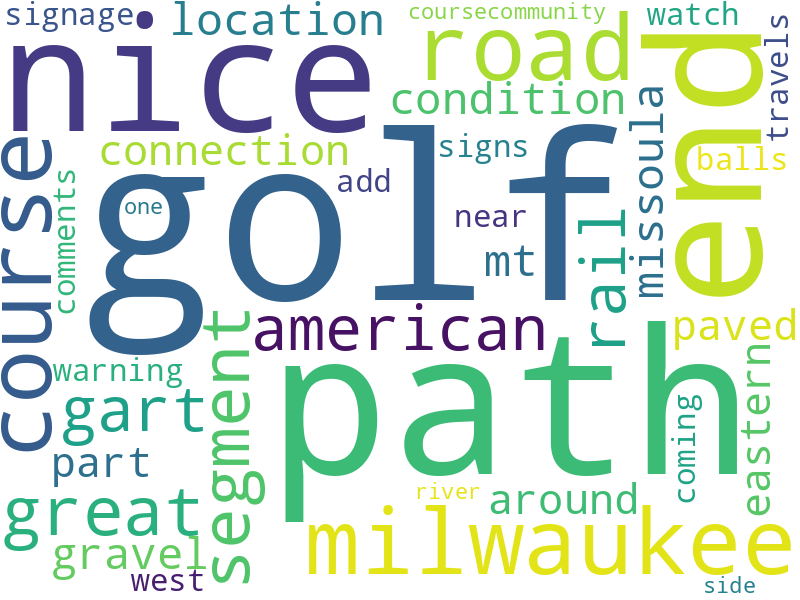 signage
location
coursecommunity
watch
nice
road
end
travels
condition
course
connection
signs
balls
comments
one
add
golf
near
missoula
mt
rail
american
paved
warning
segment
path
eastern
gart
coming
part
great
river
around
gravel
milwaukee
west
side